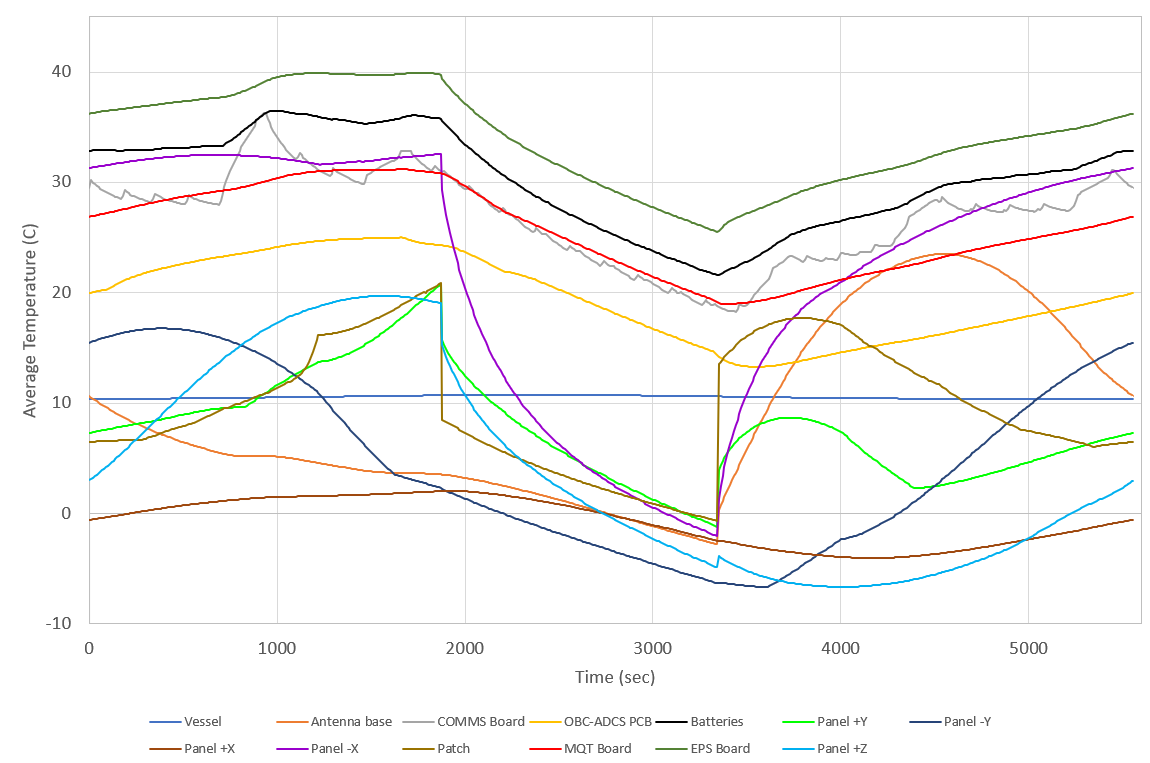 40
30
20
10
0
-10
Average Temperature (C)
0 1000 2000 3000 4000 5000
Time (sec)
Vessel Antenna base COMMS Board OBC-ADCS PCB Batteries Panel +Y Panel -Y
Panel +X Panel -X Patch MQT Board EPS Board Panel +Z